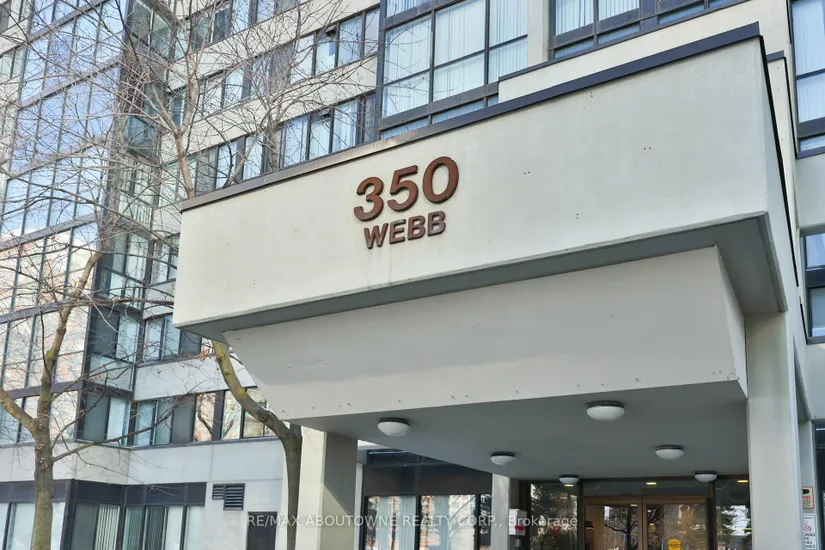 350
WEBB
RE/MAX ABOUTOWNE REALTY CORP., Brokerage